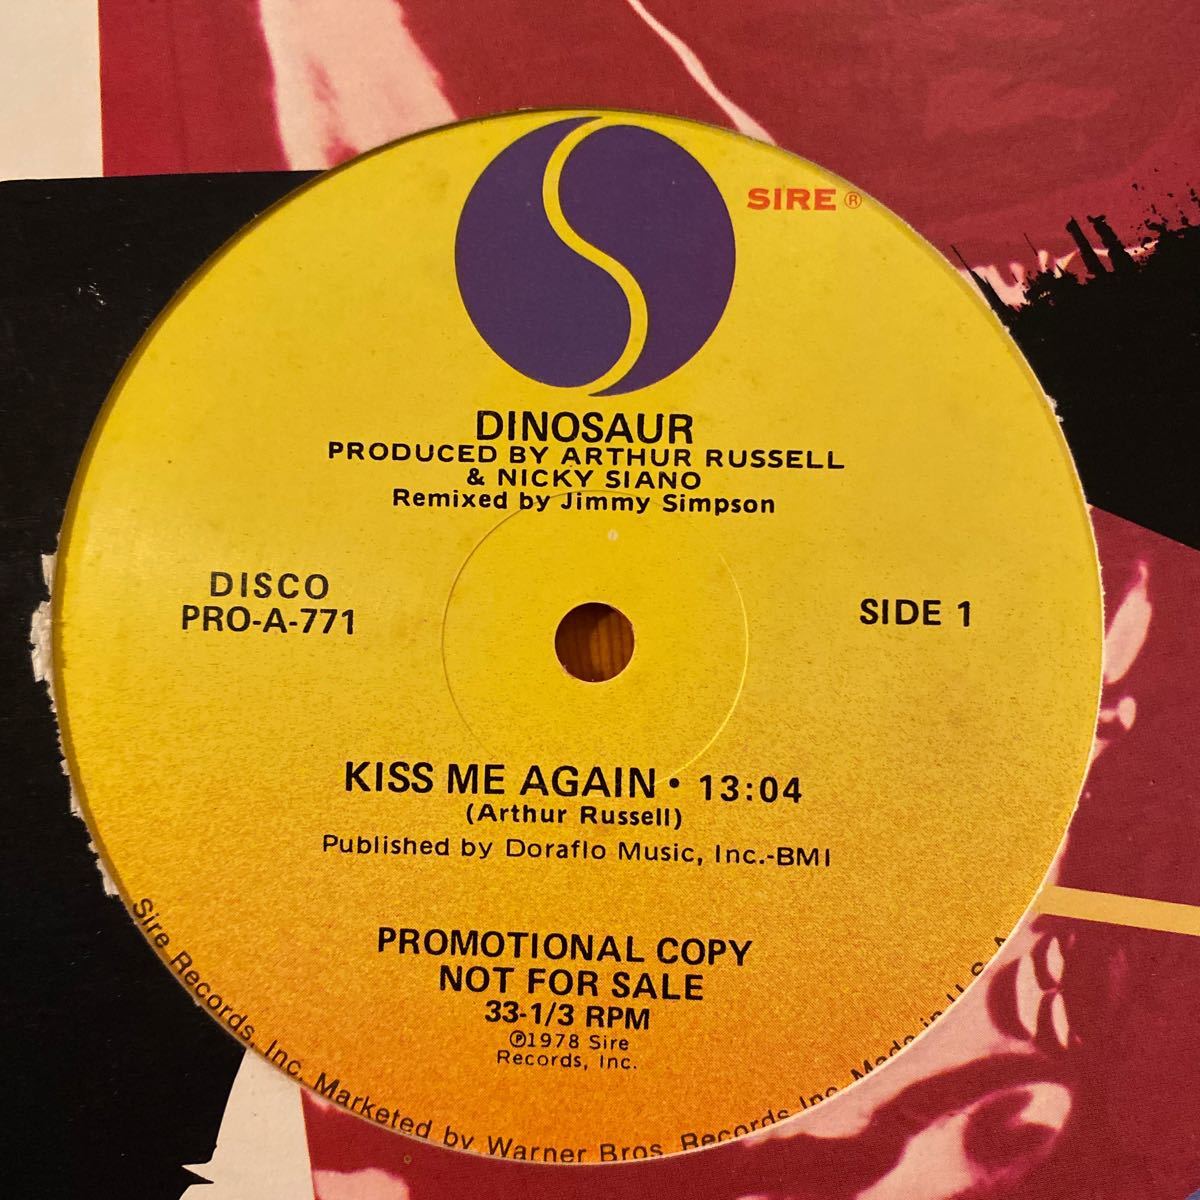 SIRE ®
DINOSAUR
PRODUCED BY ARTHUR RUSSELL
& NICKY SIANO
Remixed by Jimmy Simpson
DISCO
PRO-A-771
SIDE 1
KISS ME AGAIN • 13:04
(Arthur Russell)
Published by Doraflo Music, Inc.-BMI
PROMOTIONAL COPY
NOT FOR SALE
33-1/3 RPM
℗1978 Sire
Records, Inc.
Sire Records, Inc. Marketed by Warner Bros. Records Inc. Made in U.S.A.